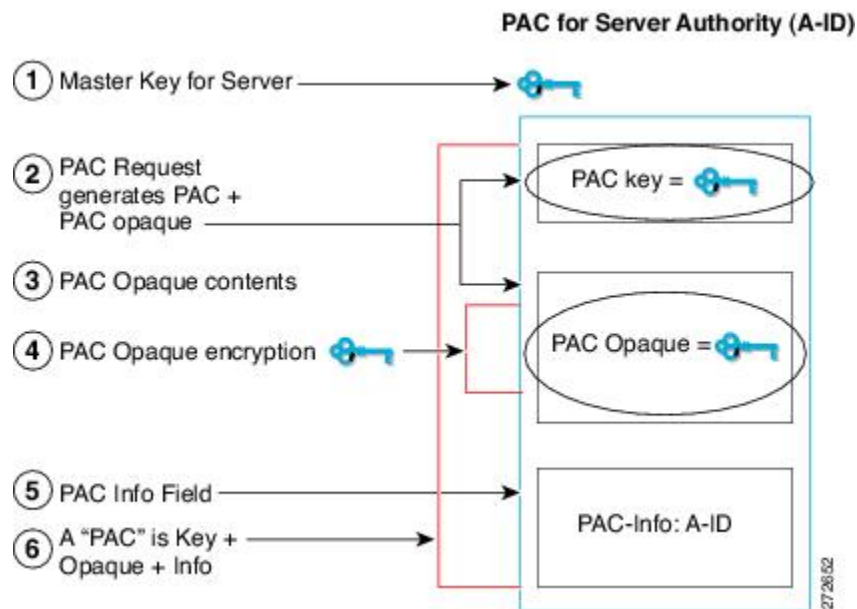 PAC for Server Authority (A-ID)
1 Master Key for Server
2 PAC Request
generates PAC +
PAC opaque
PAC key =
3 PAC Opaque contents
4 PAC Opaque encryption
PAC Opaque =
5 PAC Info Field
PAC-Info: A-ID
6 A "PAC" is Key +
Opaque + Info
272652